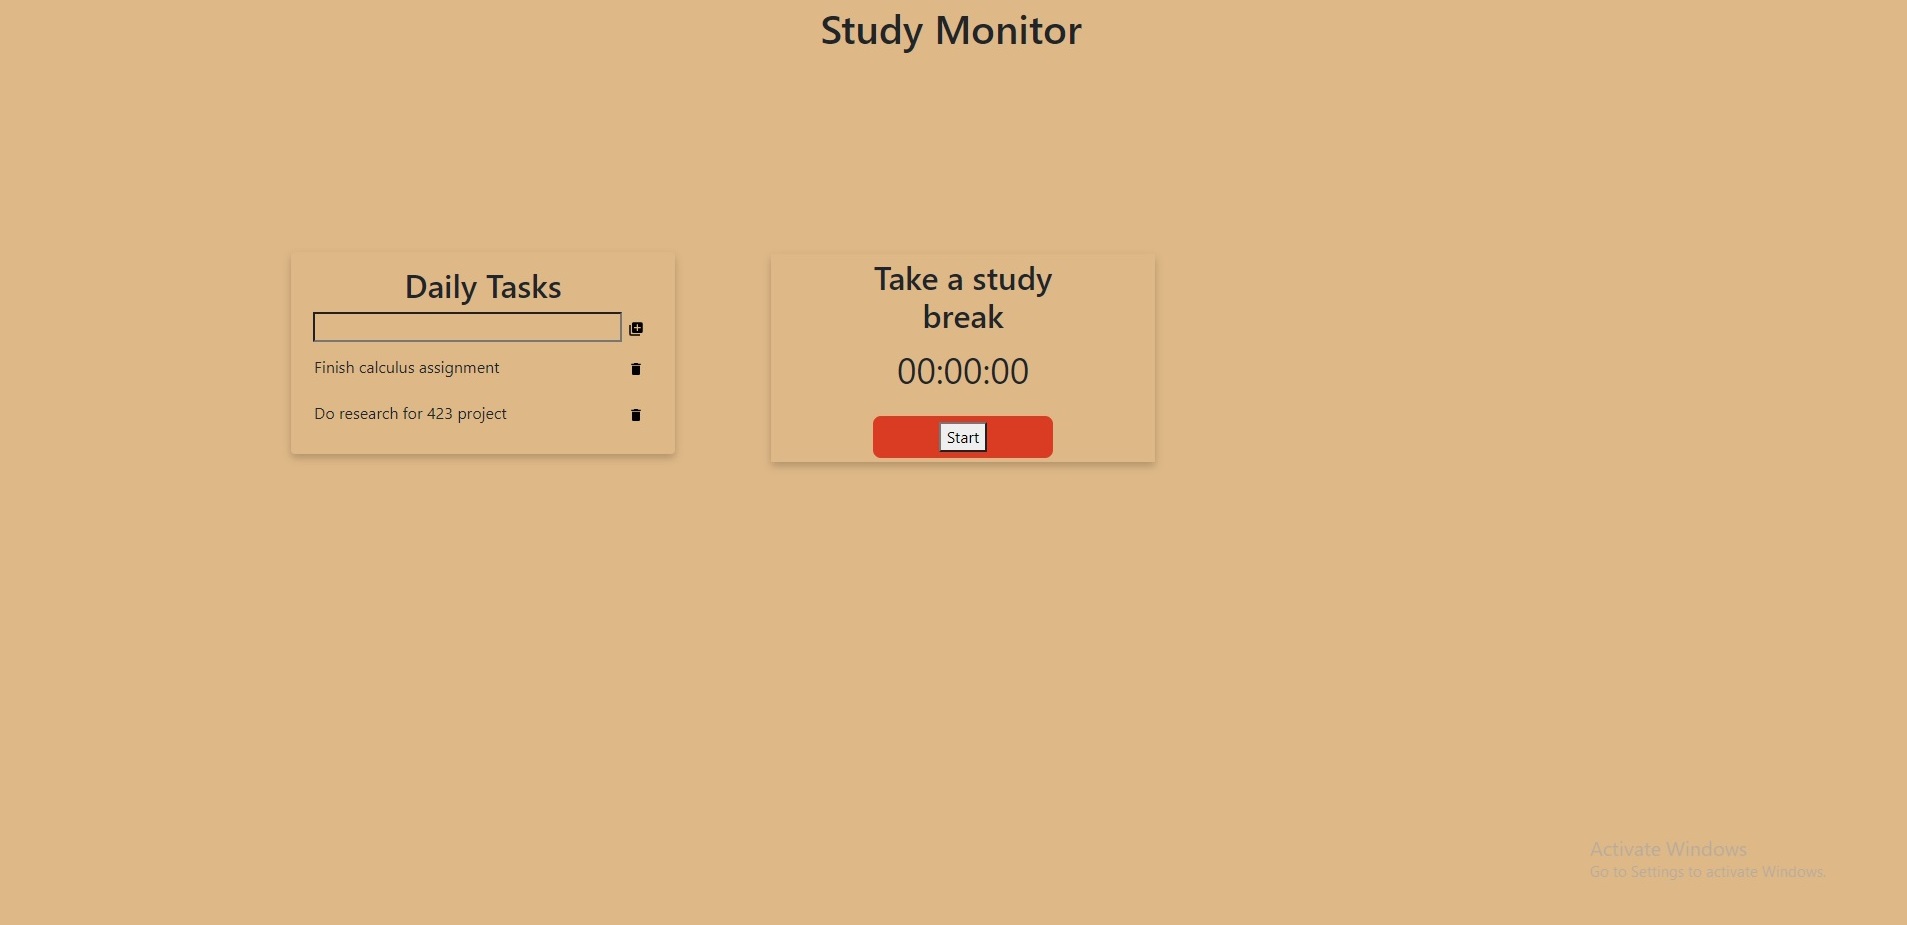 Study Monitor
Daily Tasks
Finish calculus assignment
Do research for 423 project
Take a study
break
00:00:00
Start
Activate Windows
Go to Settings to activate Windows.